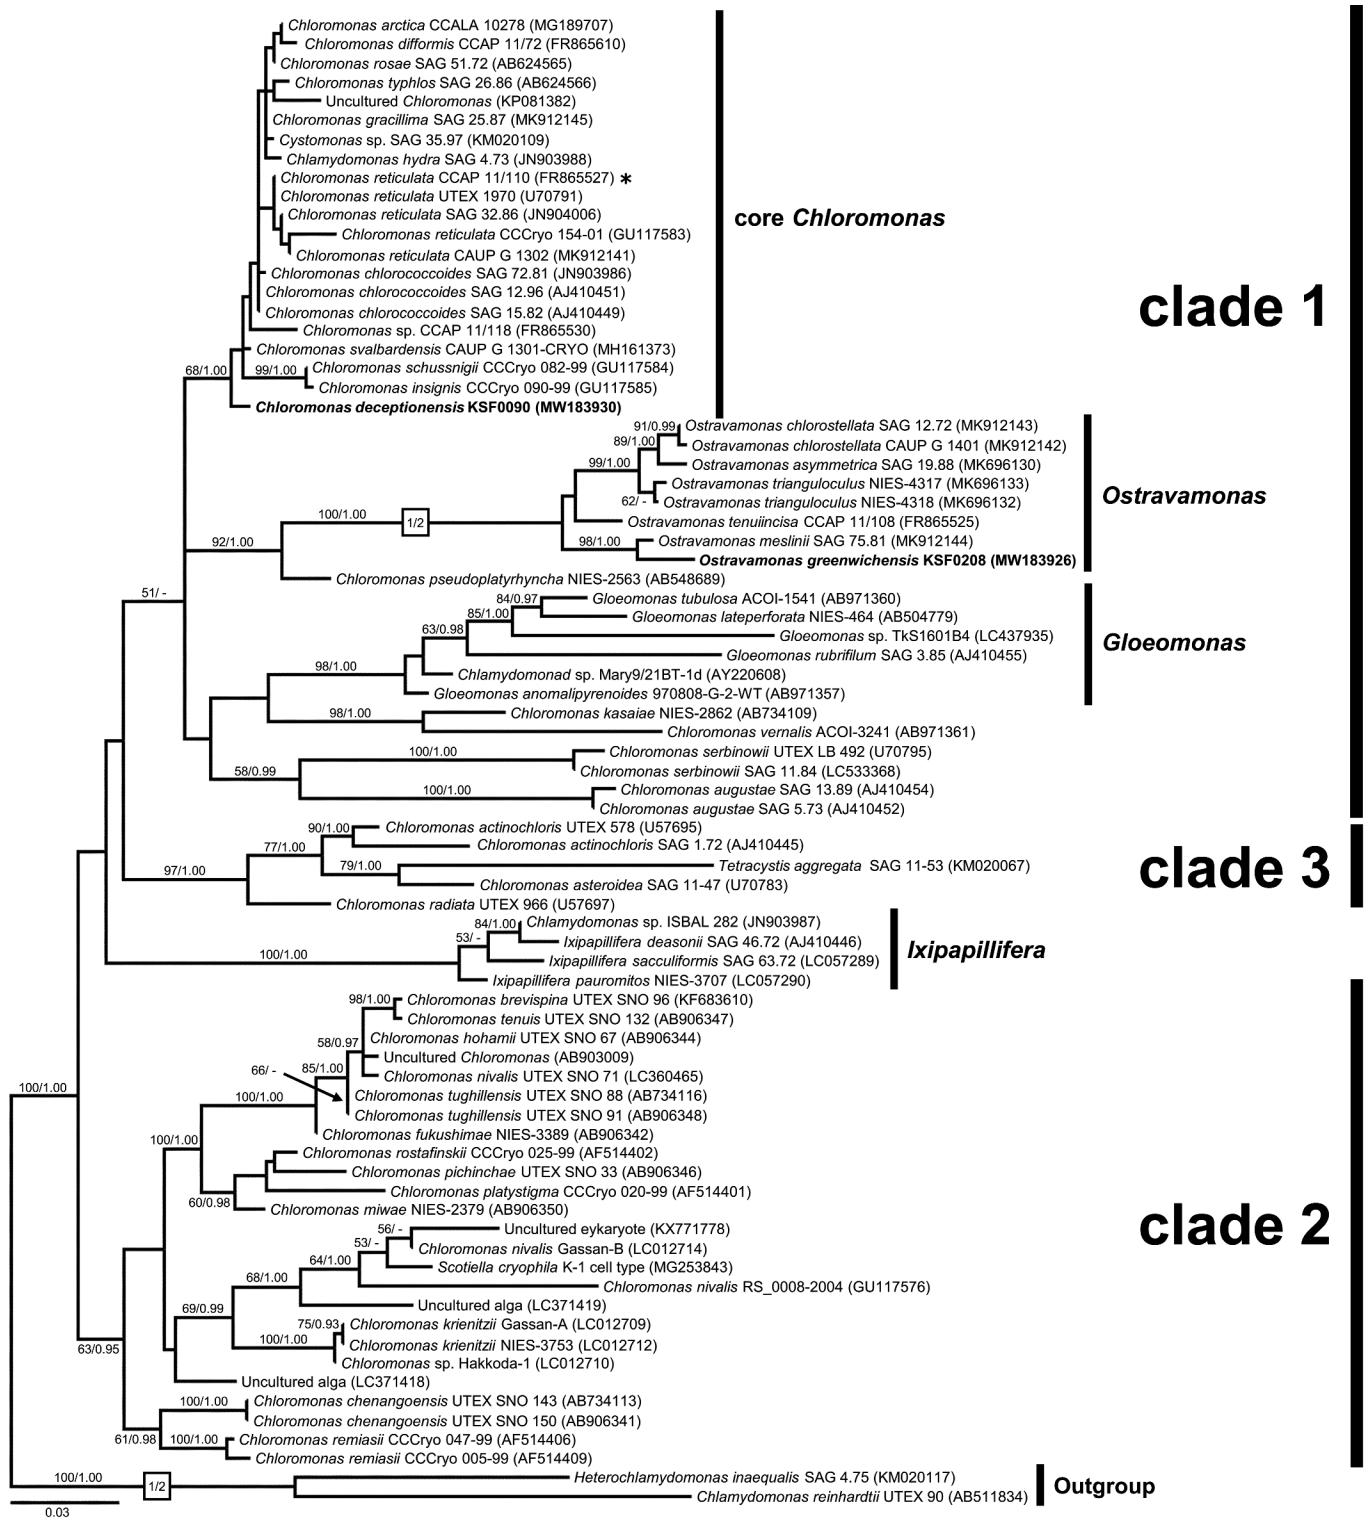 Chloromonas arctica CCALA 10278 (MG189707)
Chloromonas difformis CCAP 11/72 (FR865610)
Chloromonas rosae SAG 51.72 (AB624565)
Chloromonas typhlos SAG 26.86 (AB624566)
Uncultured Chloromonas (KP081382)
Chloromonas gracillima SAG 25.87 (MK912145)
Cystomonas sp. SAG 35.97 (KM020109)
Chlamydomonas hydra SAG 4.73 (JN903988)
Chloromonas reticulata CCAP 11/110 (FR865527) *
Chloromonas reticulata UTEX 1970 (U70791)
Chloromonas reticulata SAG 32.86 (JN904006)
core Chloromonas
Chloromonas reticulata CCCryo 154-01 (GU117583)
Chloromonas reticulata CAUP G 1302 (MK912141)
Chloromonas chlorococcoides SAG 72.81 (JN903986)
Chloromonas chlorococcoides SAG 12.96 (AJ410451)
clade 1
Chloromonas chlorococcoides SAG 15.82 (AJ410449)
Chloromonas sp. CCAP 11/118 (FR865530)
Chloromonas svalbardensis CAUP G 1301-CRYO (MH161373)
68/1.00
99/1.00
Chloromonas schussnigii CCCryo 082-99 (GU117584)
Chloromonas insignis CCCryo 090-99 (GU117585)
Chloromonas deceptionensis KSF0090 (MW183930)
91/0.99
Ostravamonas chlorostellata SAG 12.72 (MK912143)
89/1.00
Ostravamonas chlorostellata CAUP G 1401 (MK912142)
99/1.00
Ostravamonas asymmetrica SAG 19.88 (MK696130)
Ostravamonas trianguloculus NIES-4317 (MK696133)
62/ -
Ostravamonas trianguloculus NIES-4318 (MK696132)
Ostravamonas
100/1.00
1/2
Ostravamonas tenuiincisa CCAP 11/108 (FR865525)
92/1.00
98/1.00
Ostravamonas meslinii SAG 75.81 (MK912144)
Ostravamonas greenwichensis KSF0208 (MW183926)
Chloromonas pseudoplatyrhyncha NIES-2563 (AB548689)
51/ -
84/0.97
Gloeomonas tubulosa ACOI-1541 (AB971360)
85/1.00
Gloeomonas lateperforata NIES-464 (AB504779)
63/0.98
Gloeomonas sp. TkS1601B4 (LC437935)
Gloeomonas
Gloeomonas rubrifilum SAG 3.85 (AJ410455)
98/1.00
Chlamydomonad sp. Mary9/21BT-1d (AY220608)
Gloeomonas anomalipyrenoides 970808-G-2-WT (AB971357)
98/1.00
Chloromonas kasaiae NIES-2862 (AB734109)
Chloromonas vernalis ACOI-3241 (AB971361)
100/1.00
Chloromonas serbinowii UTEX LB 492 (U70795)
58/0.99
Chloromonas serbinowii SAG 11.84 (LC533368)
100/1.00
Chloromonas augustae SAG 13.89 (AJ410454)
Chloromonas augustae SAG 5.73 (AJ410452)
90/1.00
Chloromonas actinochloris UTEX 578 (U57695)
77/1.00
Chloromonas actinochloris SAG 1.72 (AJ410445)
97/1.00
79/1.00
Tetracystis aggregata SAG 11-53 (KM020067)
clade 3
Chloromonas asteroidea SAG 11-47 (U70783)
Chloromonas radiata UTEX 966 (U57697)
84/1.00
Chlamydomonas sp. ISBAL 282 (JN903987)
53/ -
Ixipapillifera deasonii SAG 46.72 (AJ410446)
100/1.00
Ixipapillifera sacculiformis SAG 63.72 (LC057289)
Ixipapillifera
Ixipapillifera pauromitos NIES-3707 (LC057290)
98/1.00
Chloromonas brevispina UTEX SNO 96 (KF683610)
Chloromonas tenuis UTEX SNO 132 (AB906347)
58/0.97
Chloromonas hohamii UTEX SNO 67 (AB906344)
Uncultured Chloromonas (AB903009)
66/ -
85/1.00
Chloromonas nivalis UTEX SNO 71 (LC360465)
100/1.00
100/1.00
Chloromonas tughillensis UTEX SNO 88 (AB734116)
Chloromonas tughillensis UTEX SNO 91 (AB906348)
Chloromonas fukushimae NIES-3389 (AB906342)
100/1.00
Chloromonas rostafinskii CCCryo 025-99 (AF514402)
Chloromonas pichinchae UTEX SNO 33 (AB906346)
60/0.98
Chloromonas platystigma CCCryo 020-99 (AF514401)
Chloromonas miwae NIES-2379 (AB906350)
clade 2
56/ -
Uncultured eykaryote (KX771778)
53/ -
Chloromonas nivalis Gassan-B (LC012714)
64/1.00
Scotiella cryophila K-1 cell type (MG253843)
68/1.00
Chloromonas nivalis RS_0008-2004 (GU117576)
69/0.99
Uncultured alga (LC371419)
75/0.93
Chloromonas krienitzii Gassan-A (LC012709)
63/0.95
100/1.00
Chloromonas krienitzii NIES-3753 (LC012712)
Chloromonas sp. Hakkoda-1 (LC012710)
Uncultured alga (LC371418)
100/1.00
Chloromonas chenangoensis UTEX SNO 143 (AB734113)
Chloromonas chenangoensis UTEX SNO 150 (AB906341)
61/0.98
100/1.00
Chloromonas remiasii CCCryo 047-99 (AF514406)
Chloromonas remiasii CCCryo 005-99 (AF514409)
100/1.00
1/2
Heterochlamydomonas inaequalis SAG 4.75 (KM020117)
Outgroup
Chlamydomonas reinhardtii UTEX 90 (AB511834)
0.03